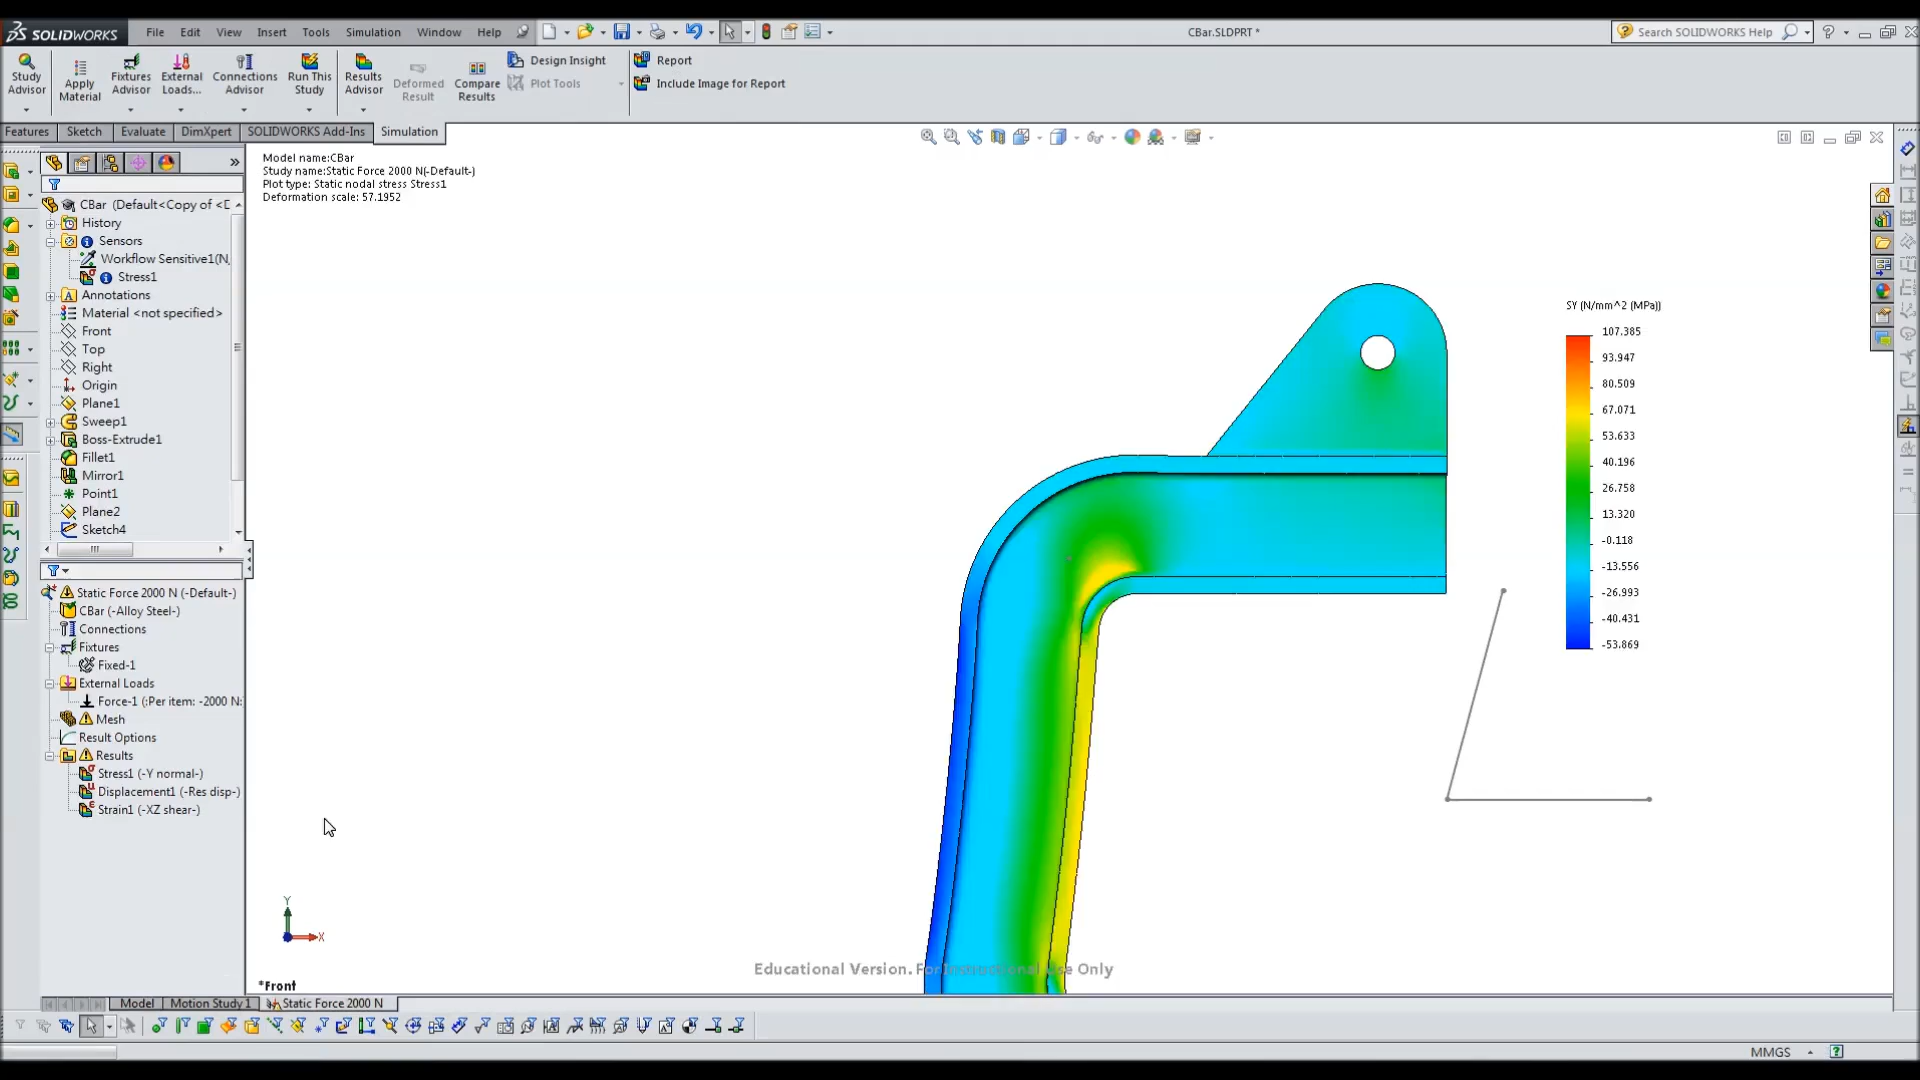 SOLIDWORKS File Edit View Insert Tools Simulation Window Help CBar.SLDPRT * Search SOLIDWORKS Help
Study Advisor
Apply Material
Fixtures Advisor
External Loads...
Connections Advisor
Run This Study
Results Advisor
Deformed Result
Compare Results
Design Insight
Plot Tools
Report
Include Image for Report
Features Sketch Evaluate DimXpert SOLIDWORKS Add-Ins Simulation
Model name:CBar
Study name:Static Force 2000 N(-Default-)
Plot type: Static nodal stress Stress1
Deformation scale: 57.1952
CBar (Default<Copy of <D
History
Sensors
Workflow Sensitive1(N,
Stress1
Annotations
Material <not specified>
Front
Top
Right
Origin
Plane1
Sweep1
Boss-Extrude1
Fillet1
Mirror1
Point1
Plane2
Sketch4
Static Force 2000 N (-Default-)
CBar (-Alloy Steel-)
Connections
Fixtures
Fixed-1
External Loads
Force-1 (:Per item: -2000 N:
Mesh
Result Options
Results
Stress1 (-Y normal-)
Displacement1 (-Res disp-)
Strain1 (-XZ shear-)
SY (N/mm^2 (MPa))
107.385
93.947
80.509
67.071
53.633
40.196
26.758
13.320
-0.118
-13.556
-26.993
-40.431
-53.869
Y
X
Educational Version. For Instructional Use Only
*Front
Model Motion Study 1 Static Force 2000 N
MMGS